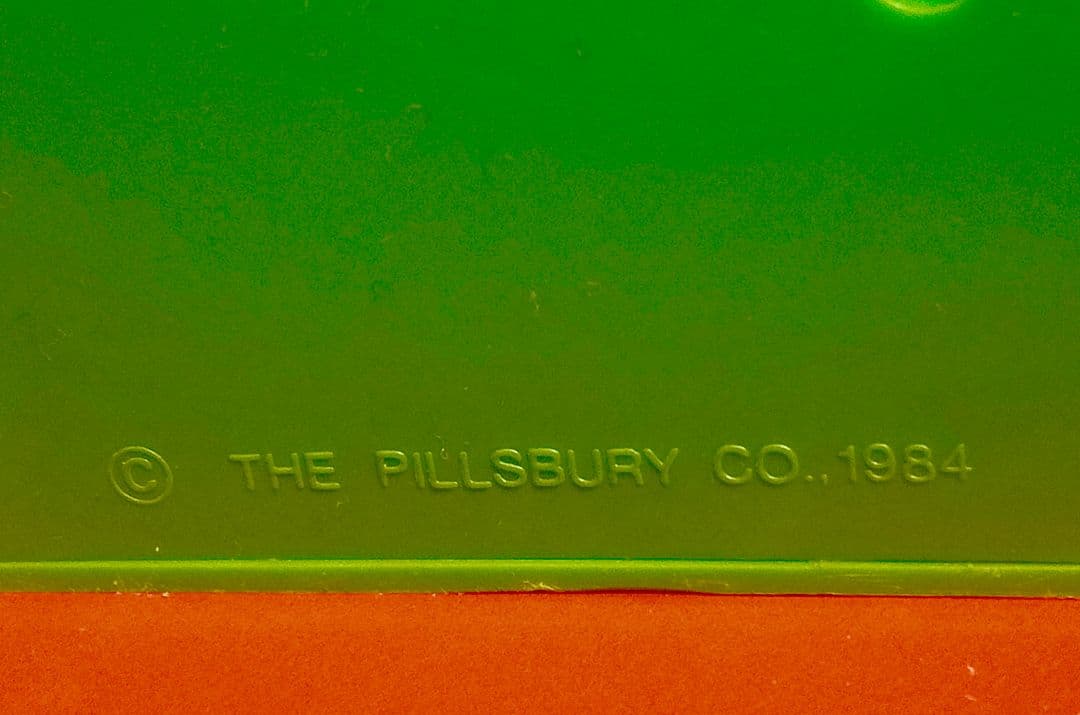 © THE PILLSBURY CO., 1984